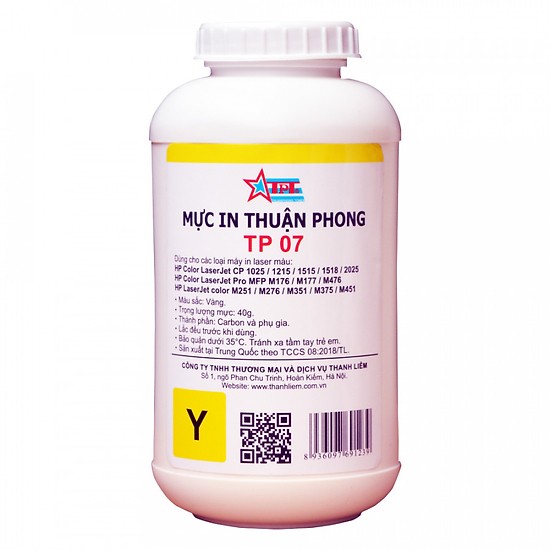 TPT
MỰC IN THUẬN PHONG
TP 07
Dùng cho các loại máy in laser màu:
HP Color LaserJet CP 1025 / 1215 / 1515 / 1518 / 2025
HP Color LaserJet Pro MFP M176 / M177 / M476
HP LaserJet color M251 / M276 / M351 / M375 / M451
• Màu sắc: Vàng.
• Trọng lượng mực: 40g.
• Thành phần: Carbon và phụ gia.
• Lắc đều trước khi dùng.
• Bảo quản dưới 35°C. Tránh xa tầm tay trẻ em.
• Sản xuất tại Trung Quốc theo TCCS 08:2018/TL.
CÔNG TY TNHH THƯƠNG MẠI VÀ DỊCH VỤ THANH LIÊM
Số 1, ngõ Phan Chu Trinh, Hoàn Kiếm, Hà Nội.
Website: www.thanhliem.com.vn
Y
8 936097 691239